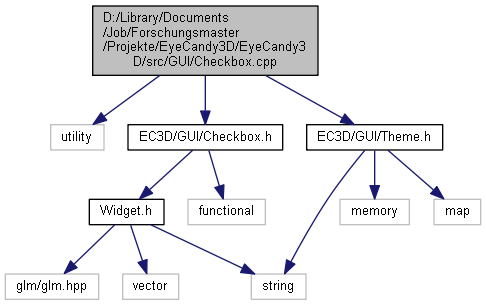 D:/Library/Documents
/Job/Forschungsmaster
/Projekte/EyeCandy3D/EyeCandy3
D/src/GUI/Checkbox.cpp
utility
EC3D/GUI/Checkbox.h
EC3D/GUI/Theme.h
Widget.h
functional
memory
map
glm/glm.hpp
vector
string